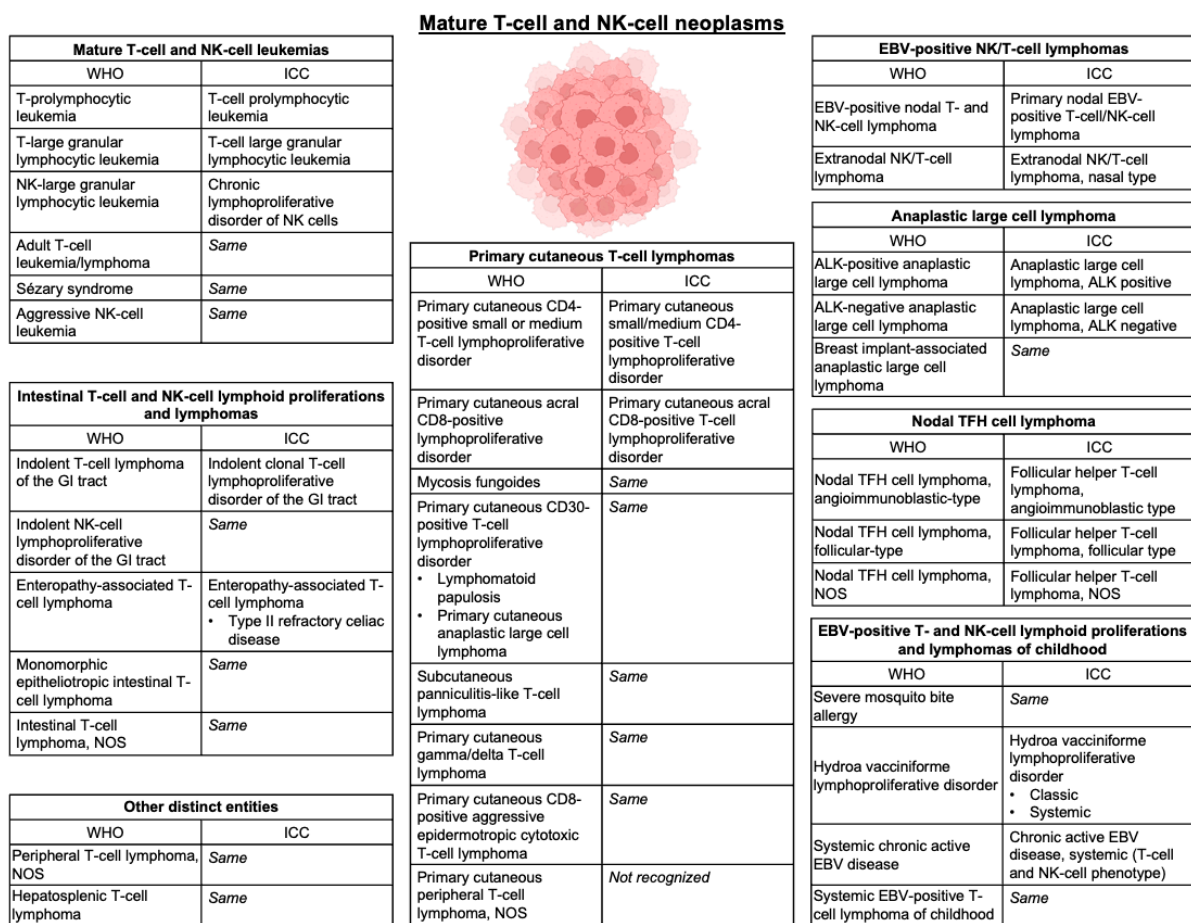 Mature T-cell and NK-cell neoplasms
Mature T-cell and NK-cell leukemias
WHO
ICC
T-prolymphocytic
leukemia
T-cell prolymphocytic
leukemia
T-large granular
lymphocytic leukemia
T-cell large granular
lymphocytic leukemia
NK-large granular
lymphocytic leukemia
Chronic
lymphoproliferative
disorder of NK cells
Adult T-cell
leukemia/lymphoma
Same
Sézary syndrome
Same
Aggressive NK-cell
leukemia
Same
Intestinal T-cell and NK-cell lymphoid proliferations
and lymphomas
WHO
ICC
Indolent T-cell lymphoma
of the GI tract
Indolent clonal T-cell
lymphoproliferative
disorder of the GI tract
Indolent NK-cell
lymphoproliferative
disorder of the GI tract
Same
Enteropathy-associated T-
cell lymphoma
Enteropathy-associated T-
cell lymphoma
• Type II refractory celiac
disease
Monomorphic
epitheliotropic intestinal T-
cell lymphoma
Same
Intestinal T-cell
lymphoma, NOS
Same
Other distinct entities
WHO
ICC
Peripheral T-cell lymphoma,
NOS
Same
Hepatosplenic T-cell
lymphoma
Same
Primary cutaneous T-cell lymphomas
WHO
ICC
Primary cutaneous CD4-
positive small or medium
T-cell lymphoproliferative
disorder
Primary cutaneous
small/medium CD4-
positive T-cell
lymphoproliferative
disorder
Primary cutaneous acral
CD8-positive
lymphoproliferative
disorder
Primary cutaneous acral
CD8-positive T-cell
lymphoproliferative
disorder
Mycosis fungoides
Same
Primary cutaneous CD30-
positive T-cell
lymphoproliferative
disorder
• Lymphomatoid
papulosis
• Primary cutaneous
anaplastic large cell
lymphoma
Same
Subcutaneous
panniculitis-like T-cell
lymphoma
Same
Primary cutaneous
gamma/delta T-cell
lymphoma
Same
Primary cutaneous CD8-
positive aggressive
epidermotropic cytotoxic
T-cell lymphoma
Same
Primary cutaneous
peripheral T-cell
lymphoma, NOS
Not recognized
EBV-positive NK/T-cell lymphomas
WHO
ICC
EBV-positive nodal T- and
NK-cell lymphoma
Primary nodal EBV-
positive T-cell/NK-cell
lymphoma
Extranodal NK/T-cell
lymphoma
Extranodal NK/T-cell
lymphoma, nasal type
Anaplastic large cell lymphoma
WHO
ICC
ALK-positive anaplastic
large cell lymphoma
Anaplastic large cell
lymphoma, ALK positive
ALK-negative anaplastic
large cell lymphoma
Anaplastic large cell
lymphoma, ALK negative
Breast implant-associated
anaplastic large cell
lymphoma
Same
Nodal TFH cell lymphoma
WHO
ICC
Nodal TFH cell lymphoma,
angioimmunoblastic-type
Follicular helper T-cell
lymphoma,
angioimmunoblastic type
Nodal TFH cell lymphoma,
follicular-type
Follicular helper T-cell
lymphoma, follicular type
Nodal TFH cell lymphoma,
NOS
Follicular helper T-cell
lymphoma, NOS
EBV-positive T- and NK-cell lymphoid proliferations
and lymphomas of childhood
WHO
ICC
Severe mosquito bite
allergy
Same
Hydroa vacciniforme
lymphoproliferative disorder
Hydroa vacciniforme
lymphoproliferative
disorder
• Classic
• Systemic
Systemic chronic active
EBV disease
Chronic active EBV
disease, systemic (T-cell
and NK-cell phenotype)
Systemic EBV-positive T-
cell lymphoma of childhood
Same